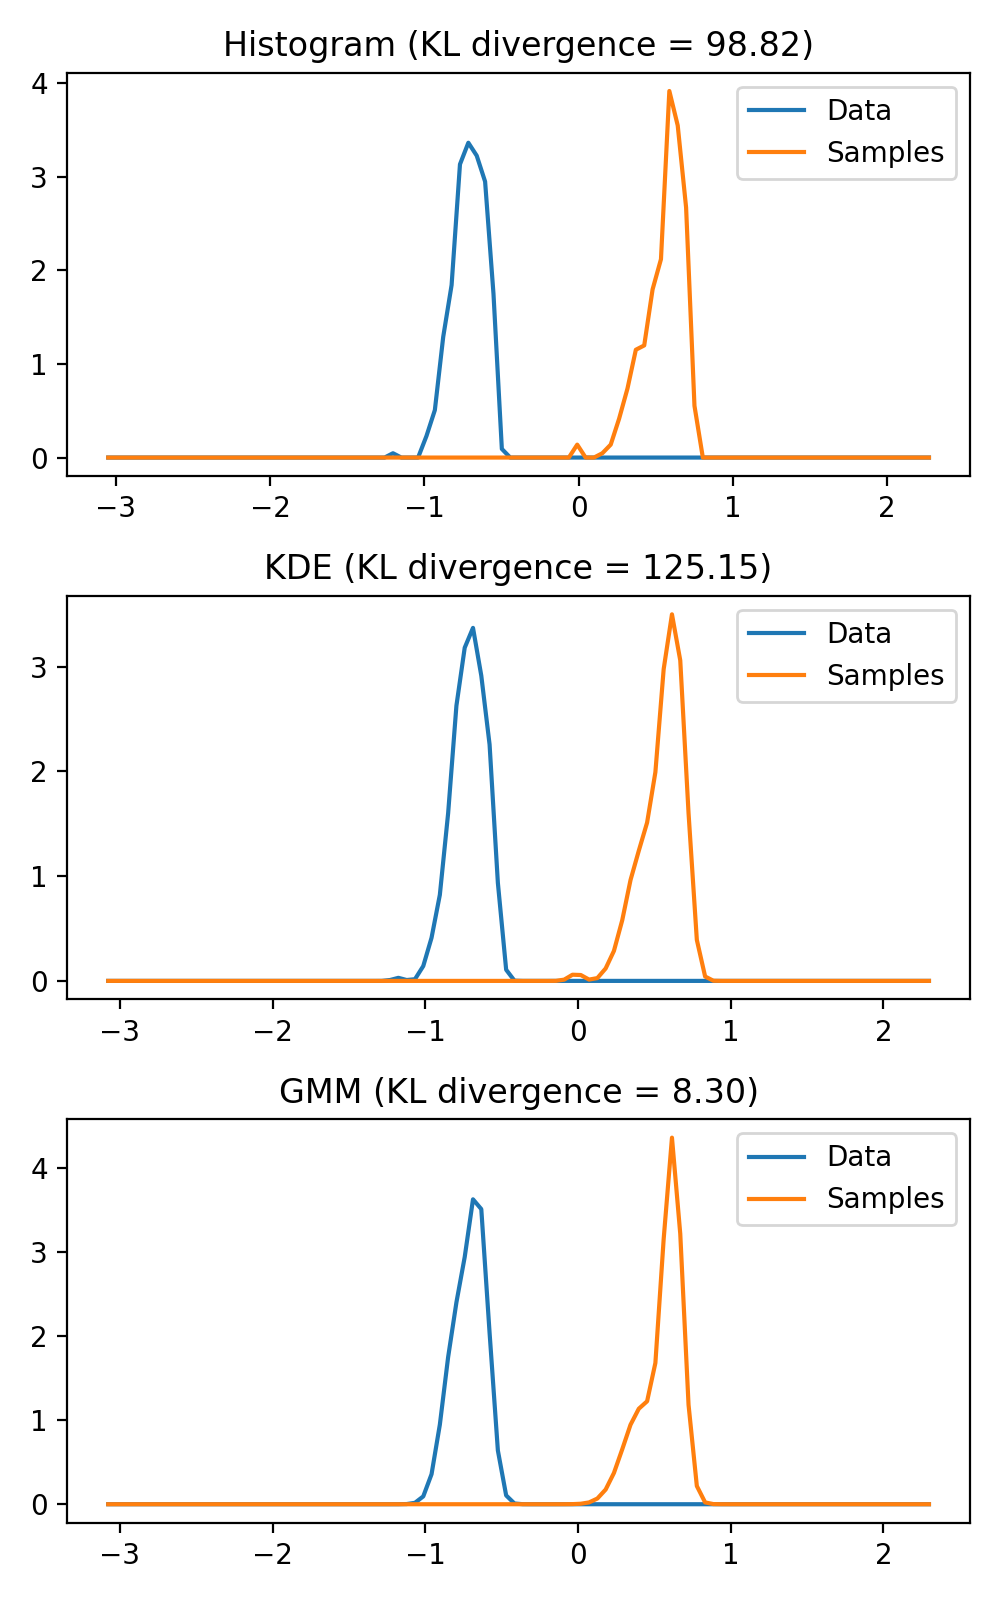 Histogram (KL divergence = 98.82)
4
3
2
1
0
Data
Samples
−3 −2 −1 0 1 2
KDE (KL divergence = 125.15)
3
2
1
0
Data
Samples
−3 −2 −1 0 1 2
GMM (KL divergence = 8.30)
4
3
2
1
0
Data
Samples
−3 −2 −1 0 1 2